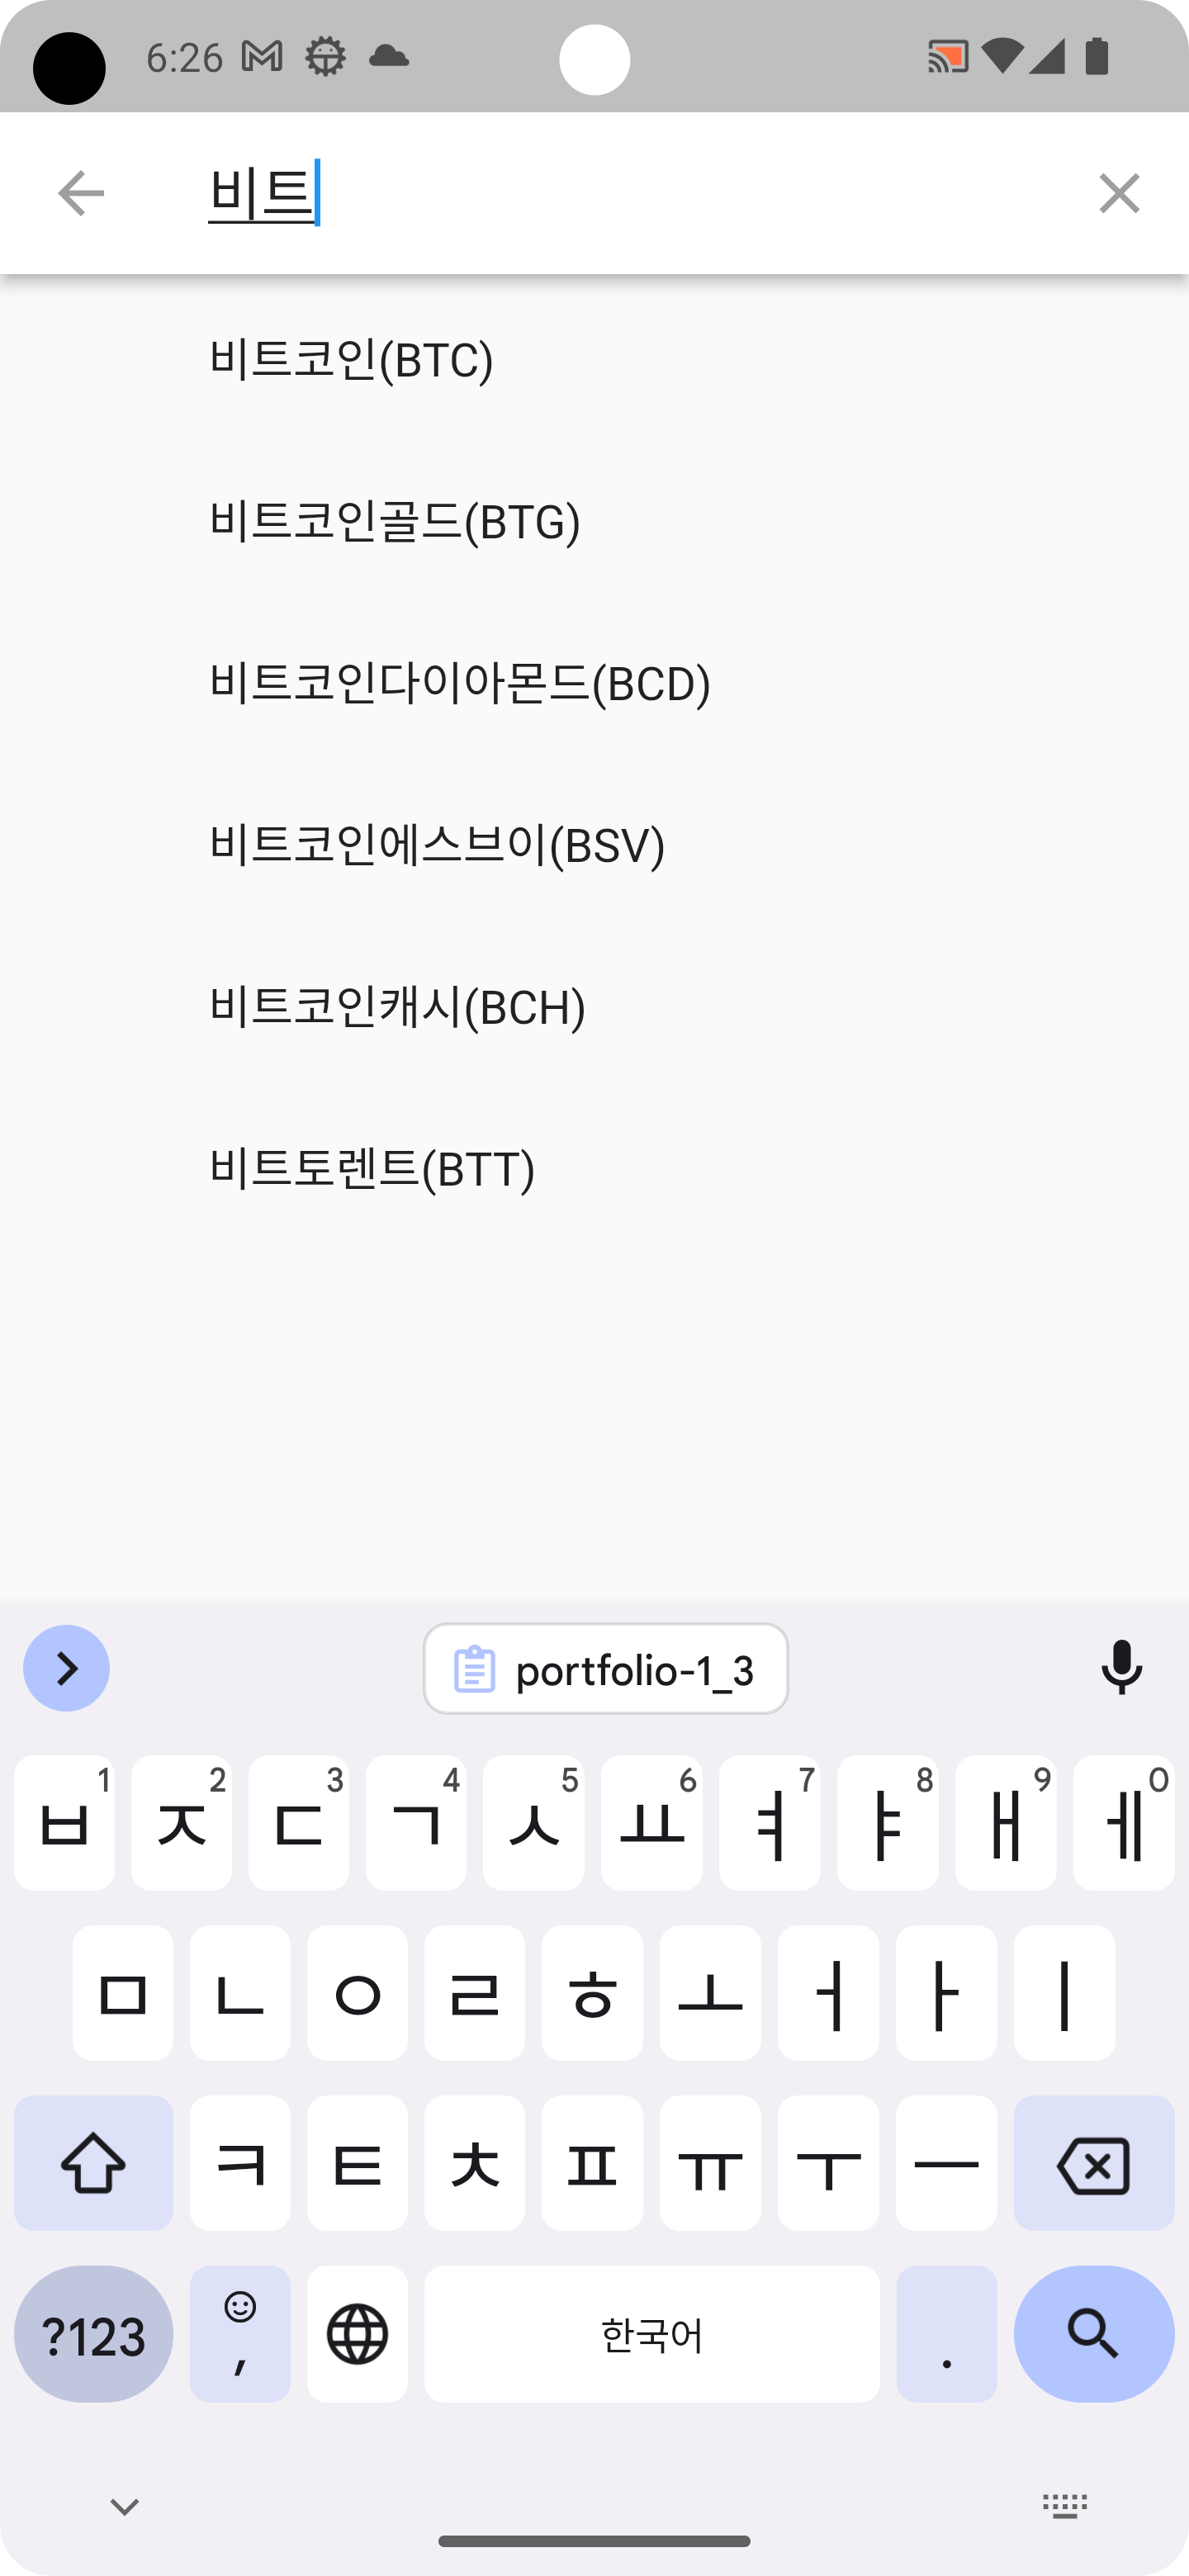 6:26
비트
비트코인(BTC)
비트코인골드(BTG)
비트코인다이아몬드(BCD)
비트코인에스브이(BSV)
비트코인캐시(BCH)
비트토렌트(BTT)
portfolio-1_3
1 2 3 4 5 6 7 8 9 0
ㅂ ㅈ ㄷ ㄱ ㅅ ㅛ ㅕ ㅑ ㅐ ㅔ
ㅁ ㄴ ㅇ ㄹ ㅎ ㅗ ㅓ ㅏ ㅣ
ㅋ ㅌ ㅊ ㅍ ㅠ ㅜ ㅡ
?123 , 한국어 .